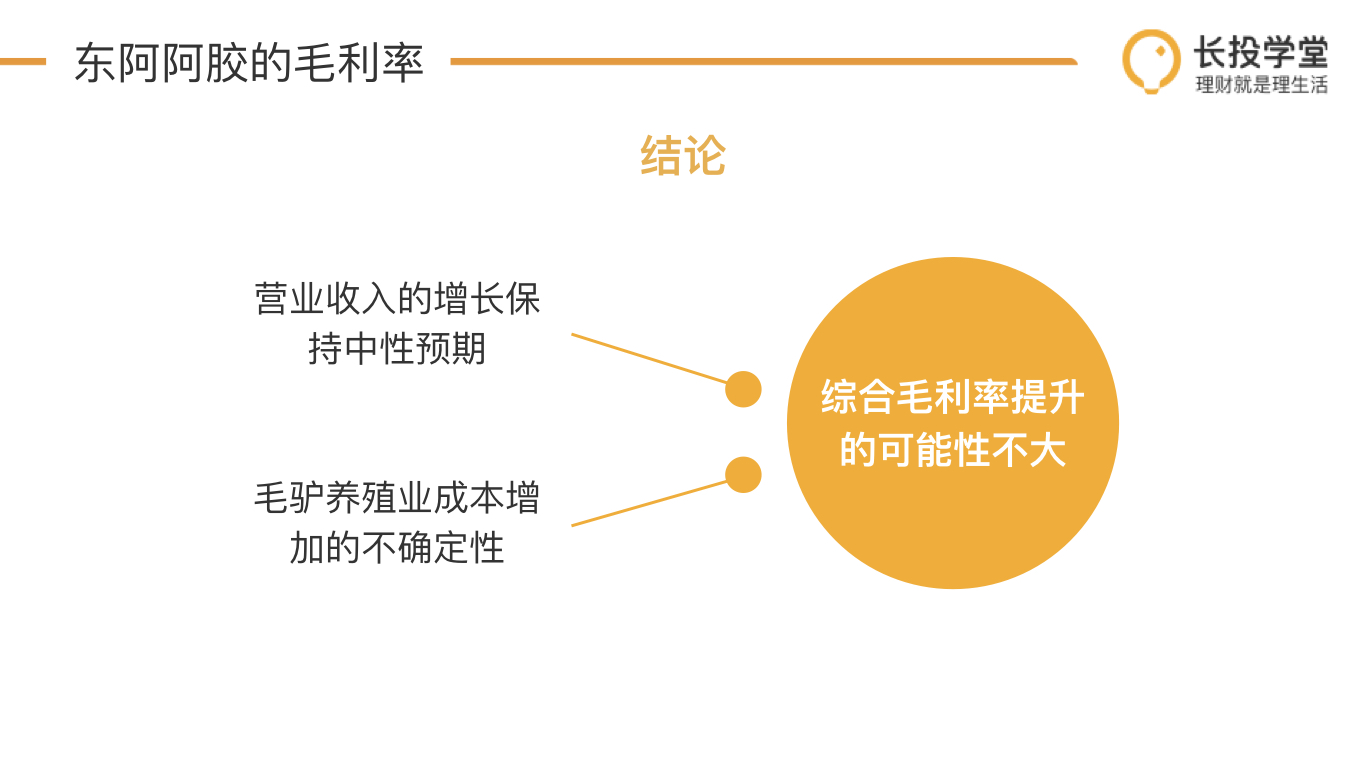 东阿阿胶的毛利率
长投学堂
理财就是理生活
结论
营业收入的增长保
持中性预期
综合毛利率提升
的可能性不大
毛驴养殖业成本增
加的不确定性